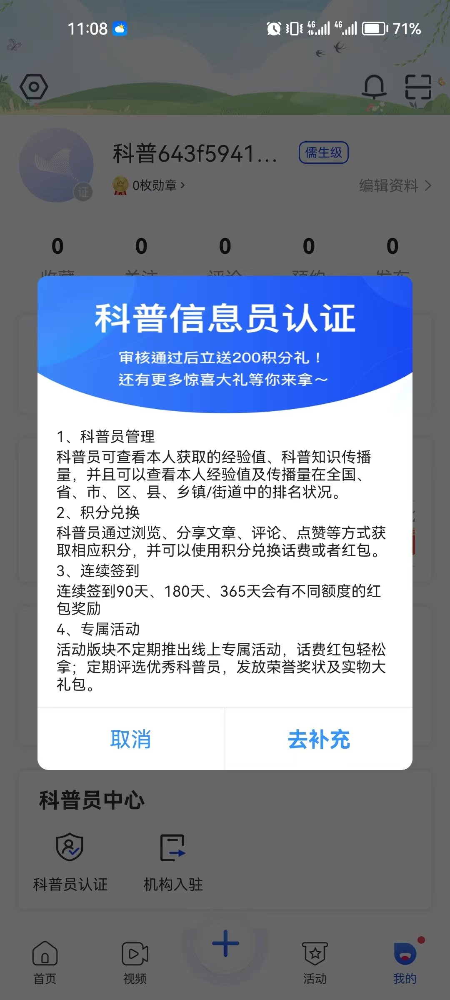 11:08
4G 4G 71%
科普643f5941... 儒生级
证
0枚勋章
编辑资料
0 0 0 0 0
收藏 关注 评论 预约 发布
科普信息员认证
审核通过后立送200积分礼！
还有更多惊喜大礼等你来拿～
1、科普员管理
科普员可查看本人获取的经验值、科普知识传播
量，并且可以查看本人经验值及传播量在全国、
省、市、区、县、乡镇/街道中的排名状况。
2、积分兑换
科普员通过浏览、分享文章、评论、点赞等方式获
取相应积分，并可以使用积分兑换话费或者红包。
3、连续签到
连续签到90天、180天、365天会有不同额度的红
包奖励
4、专属活动
活动版块不定期推出线上专属活动，话费红包轻松
拿；定期评选优秀科普员，发放荣誉奖状及实物大
礼包。
取消 去补充
科普员中心
科普员认证 机构入驻
首页 视频 活动 我的